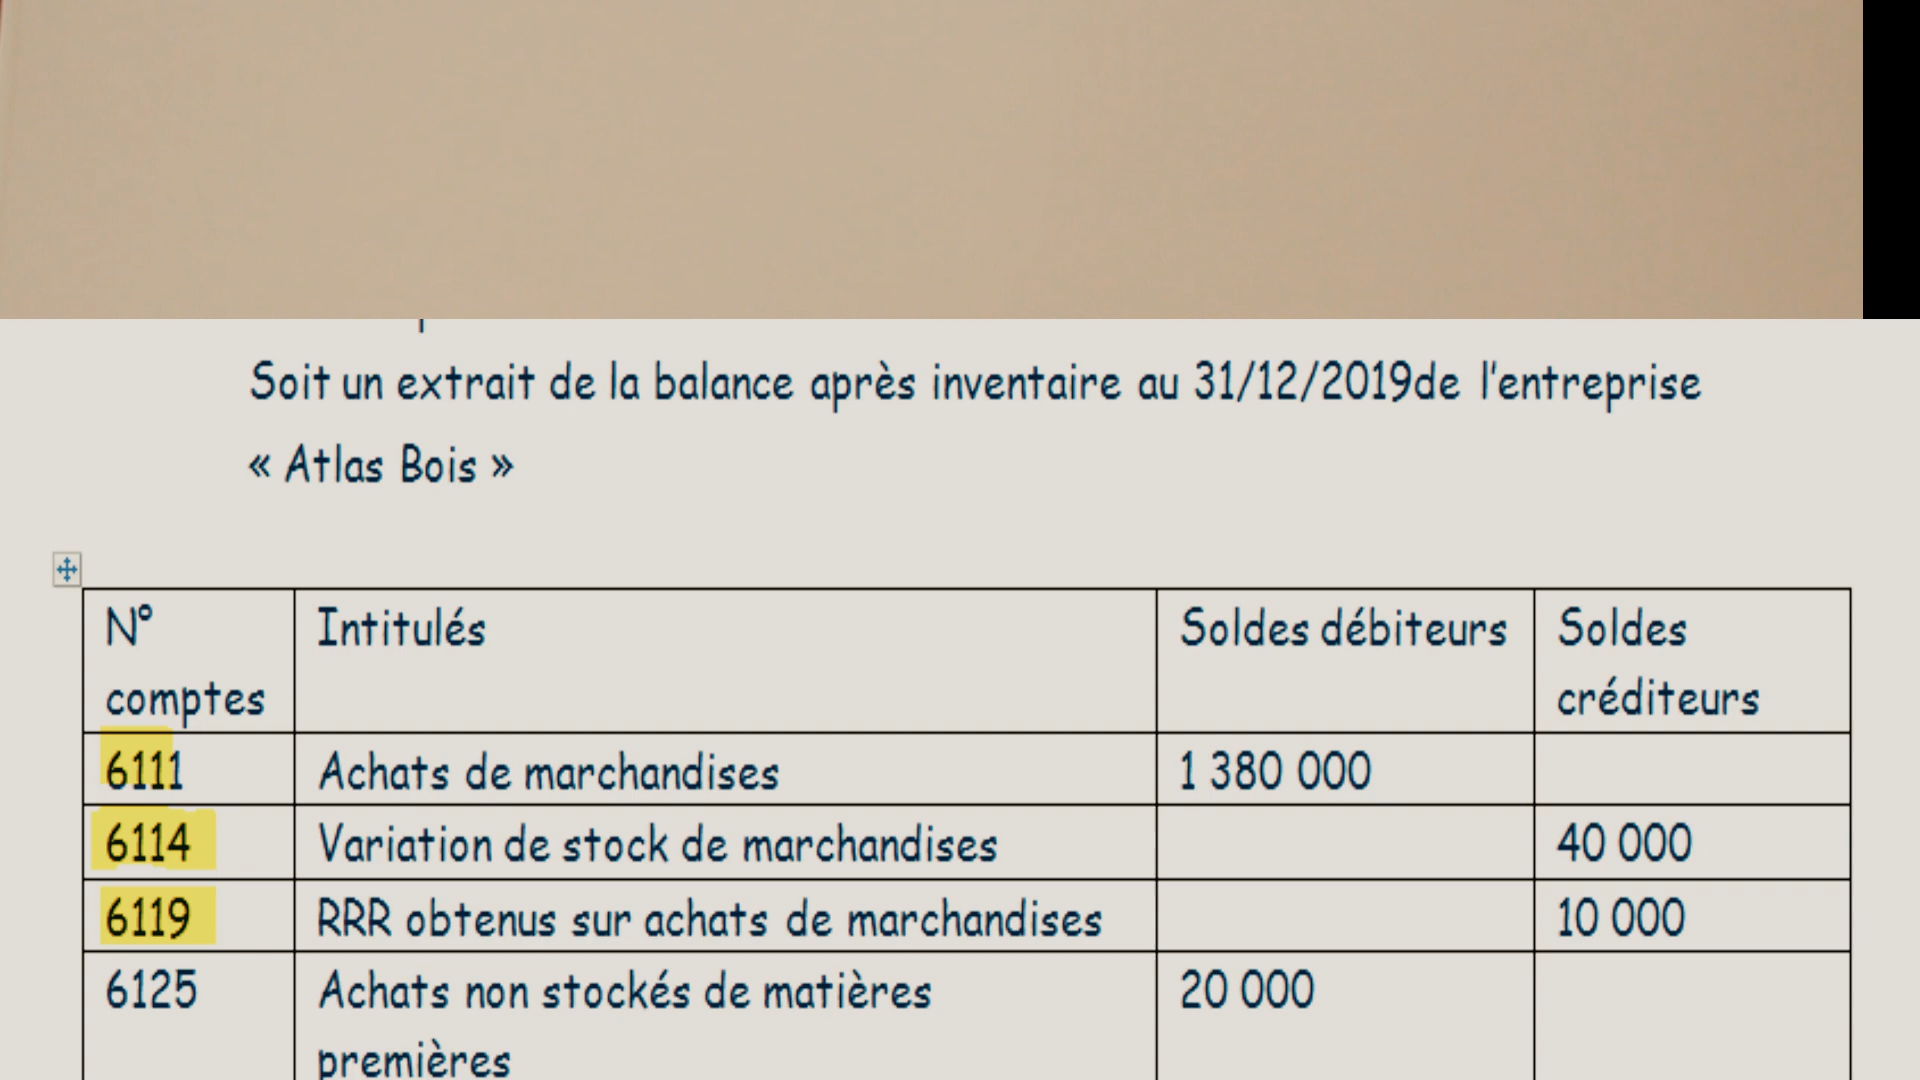 Soit un extrait de la balance après inventaire au 31/12/2019de l'entreprise
« Atlas Bois »
N° comptes Intitulés Soldes débiteurs Soldes créditeurs
6111 Achats de marchandises 1 380 000
6114 Variation de stock de marchandises 40 000
6119 RRR obtenus sur achats de marchandises 10 000
6125 Achats non stockés de matières premières 20 000